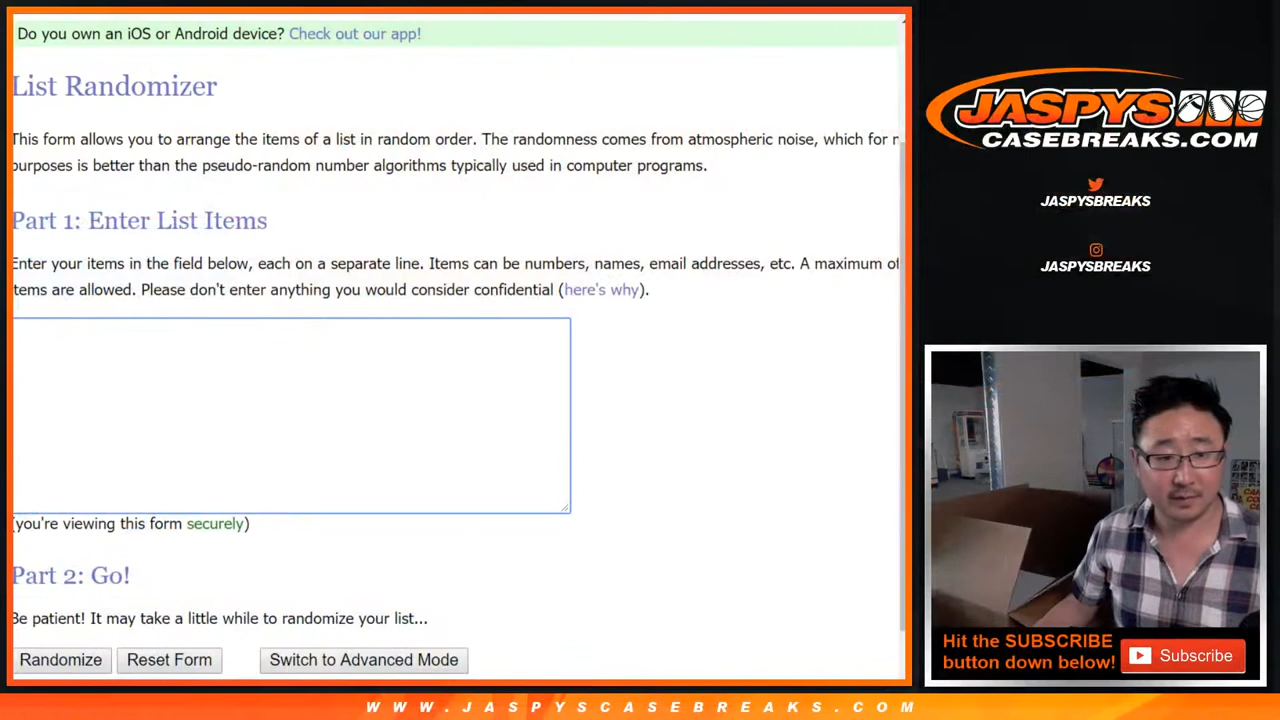 Do you own an iOS or Android device? Check out our app!
List Randomizer
This form allows you to arrange the items of a list in random order. The randomness comes from atmospheric noise, which for
purposes is better than the pseudo-random number algorithms typically used in computer programs.
Part 1: Enter List Items
Enter your items in the field below, each on a separate line. Items can be numbers, names, email addresses, etc. A maximum of
items are allowed. Please don't enter anything you would consider confidential (here's why).
(you're viewing this form securely)
Part 2: Go!
Be patient! It may take a little while to randomize your list...
Randomize
Reset Form
Switch to Advanced Mode
JASPYS
CASEBREAKS.COM
JASPYSBREAKS
JASPYSBREAKS
Hit the SUBSCRIBE
button down below!
Subscribe
WWW.JASPYSCASEBREAKS.COM